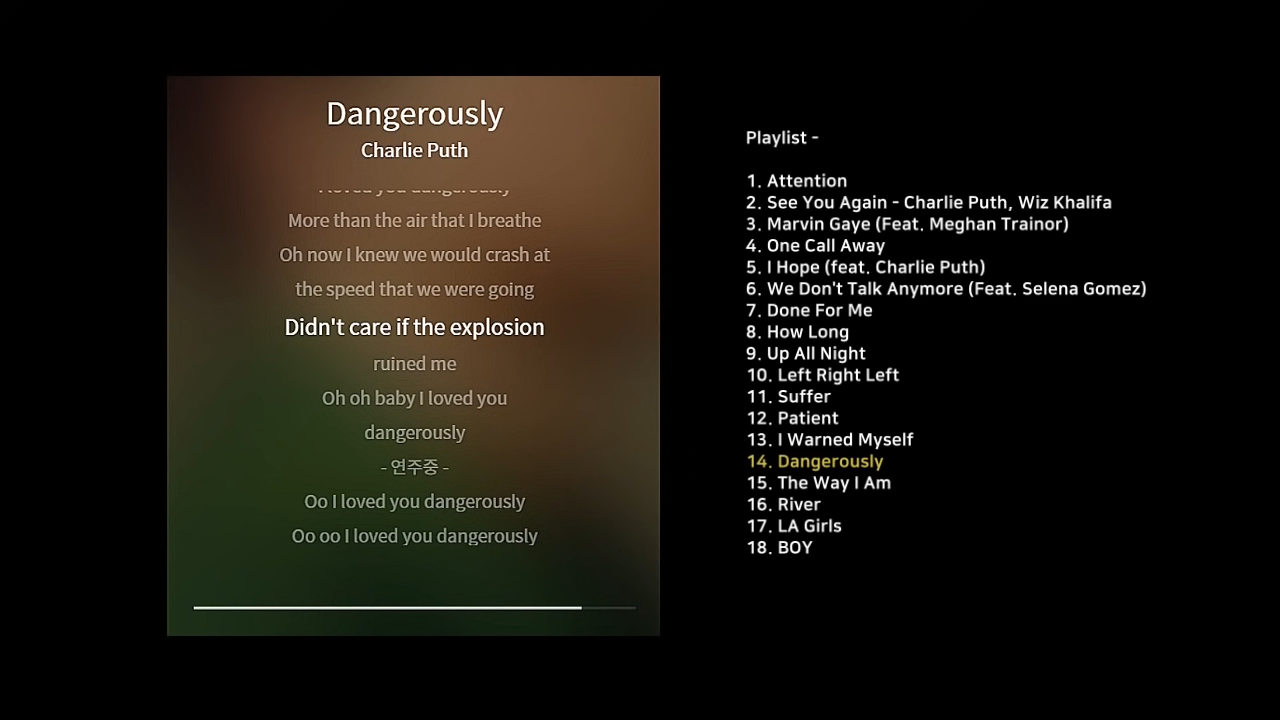 Dangerously
Charlie Puth
I loved you dangerously
More than the air that I breathe
Oh now I knew we would crash at
the speed that we were going
Didn't care if the explosion
ruined me
Oh oh baby I loved you
dangerously
- 연주중 -
Oo I loved you dangerously
Oo oo I loved you dangerously
Playlist -
1. Attention
2. See You Again - Charlie Puth, Wiz Khalifa
3. Marvin Gaye (Feat. Meghan Trainor)
4. One Call Away
5. I Hope (feat. Charlie Puth)
6. We Don't Talk Anymore (Feat. Selena Gomez)
7. Done For Me
8. How Long
9. Up All Night
10. Left Right Left
11. Suffer
12. Patient
13. I Warned Myself
14. Dangerously
15. The Way I Am
16. River
17. LA Girls
18. BOY